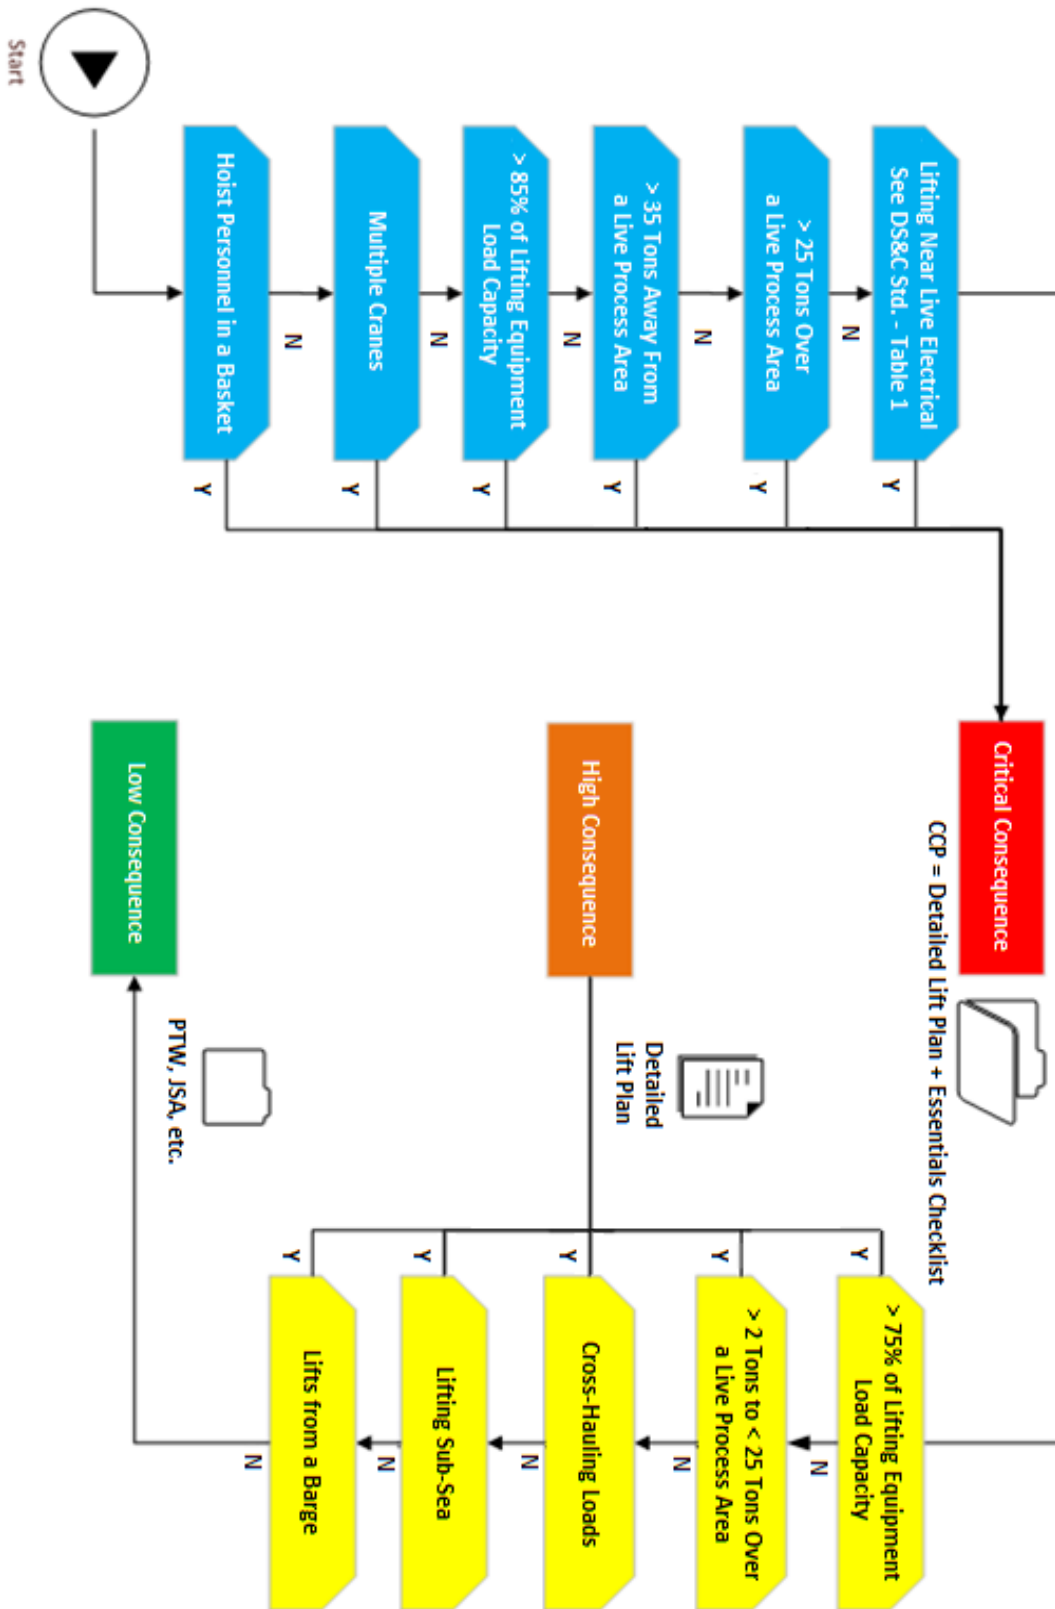 Start
Hoist Personnel in a Basket
Y
N
Multiple Cranes
Y
N
> 85% of Lifting Equipment
Load Capacity
Y
N
> 35 Tons Away From
a Live Process Area
Y
N
> 25 Tons Over
a Live Process Area
Y
N
Lifting Near Live Electrical
See DS&C Std. - Table 1
Y
Critical Consequence
CCP = Detailed Lift Plan + Essentials Checklist
High Consequence
Detailed
Lift Plan
Low Consequence
PTW, JSA, etc.
> 75% of Lifting Equipment
Load Capacity
Y
N
> 2 Tons to < 25 Tons Over
a Live Process Area
Y
N
Cross-Hauling Loads
Y
N
Lifting Sub-Sea
Y
N
Lifts from a Barge
Y
N